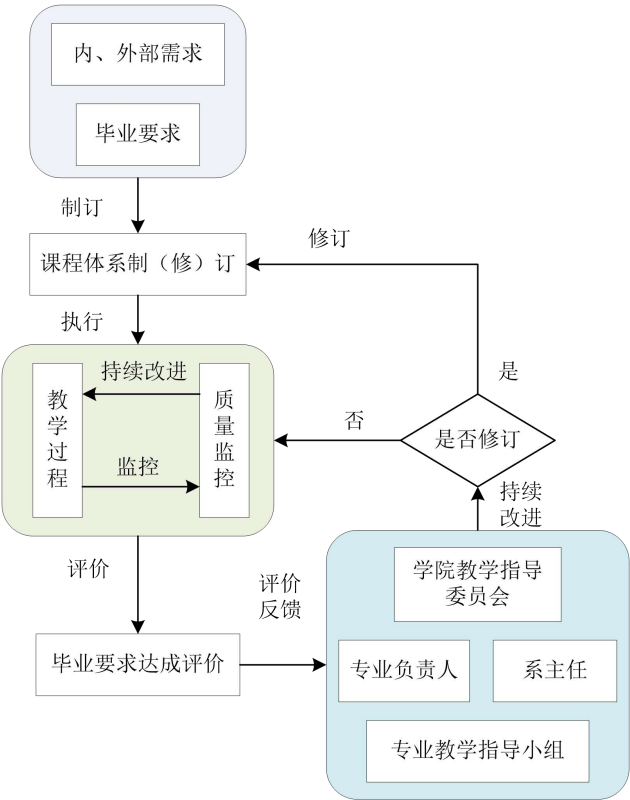 内、外部需求
毕业要求
制订
课程体系制（修）订
修订
执行
是
持续改进
教学过程
质量监控
监控
否
是否修订
持续
改进
评价
评价
反馈
学院教学指导
委员会
毕业要求达成评价
专业负责人
系主任
专业教学指导小组